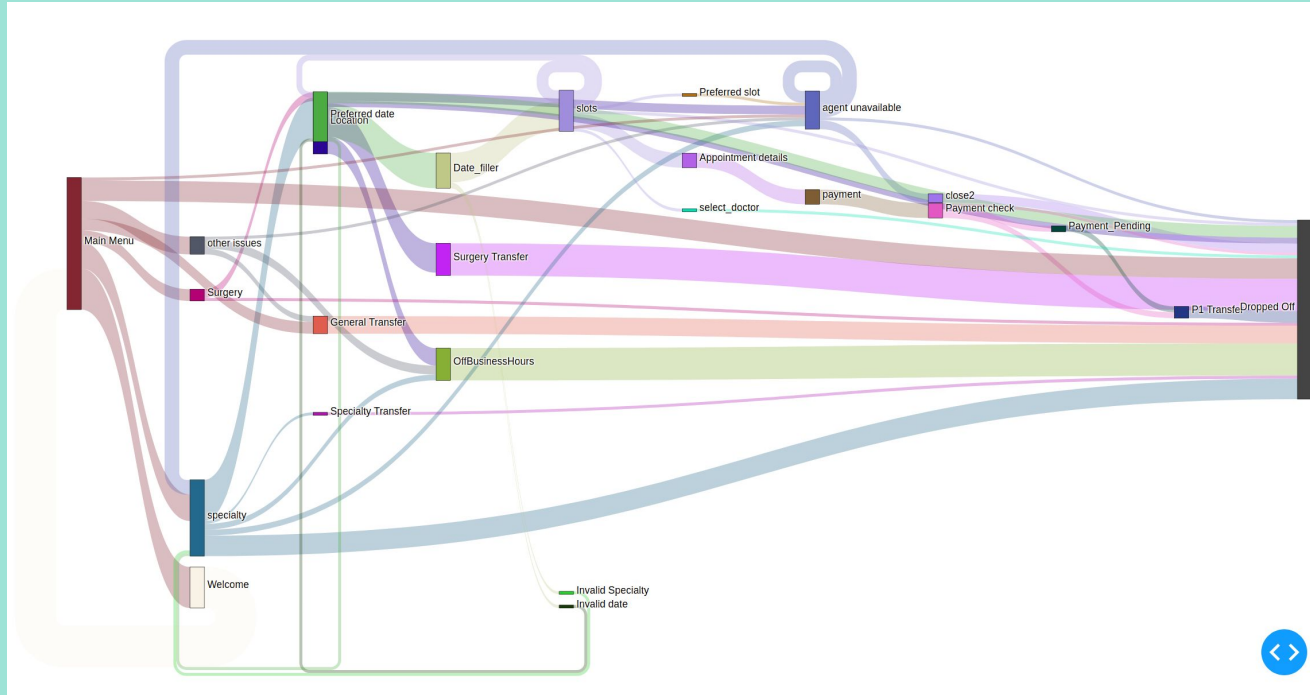 Preferred slot
agent unavailable
slots
Preferred date
Location
Appointment details
Date_filler
payment
close2
Payment check
select_doctor
Payment_Pending
Main Menu
other issues
Surgery Transfer
Surgery
P1 Transfe
Dropped Off
General Transfer
OffBusinessHours
Specialty Transfer
specialty
Welcome
Invalid Specialty
Invalid date